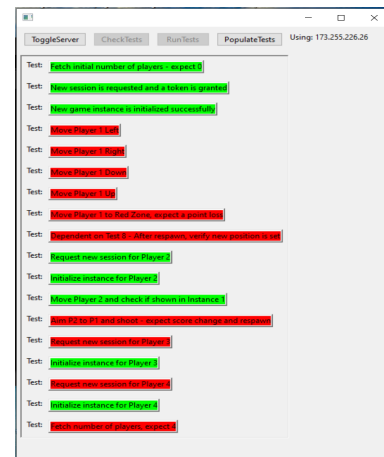 ToggleServer CheckTests RunTests PopulateTests Using: 173.255.226.26
Test: Fetch initial number of players - expect 0
Test: New session is requested and a token is granted
Test: New game instance is initialized successfully
Test: Move Player 1 Left
Test: Move Player 1 Right
Test: Move Player 1 Down
Test: Move Player 1 Up
Test: Move Player 1 to Red Zone, expect a point loss
Test: Dependent on Test 8 - After respawn, verify new position is set
Test: Request new session for Player 2
Test: Initialize instance for Player 2
Test: Move Player 2 and check if shown in Instance 1
Test: Aim P2 to P1 and shoot - expect score change and respawn
Test: Request new session for Player 3
Test: Initialize instance for Player 3
Test: Request new session for Player 4
Test: Initialize instance for Player 4
Test: Fetch number of players, expect 4